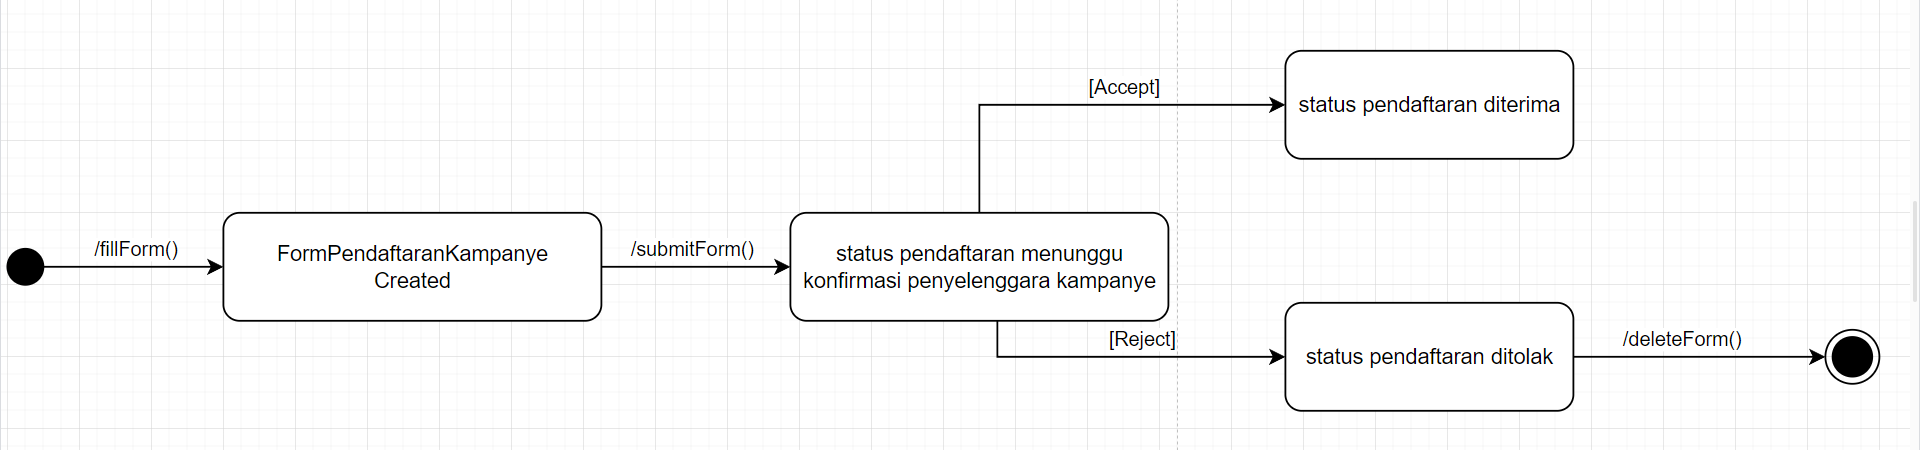 /fillForm()
FormPendaftaranKampanye
Created
/submitForm()
status pendaftaran menunggu
konfirmasi penyelenggara kampanye
[Accept]
status pendaftaran diterima
[Reject]
status pendaftaran ditolak
/deleteForm()